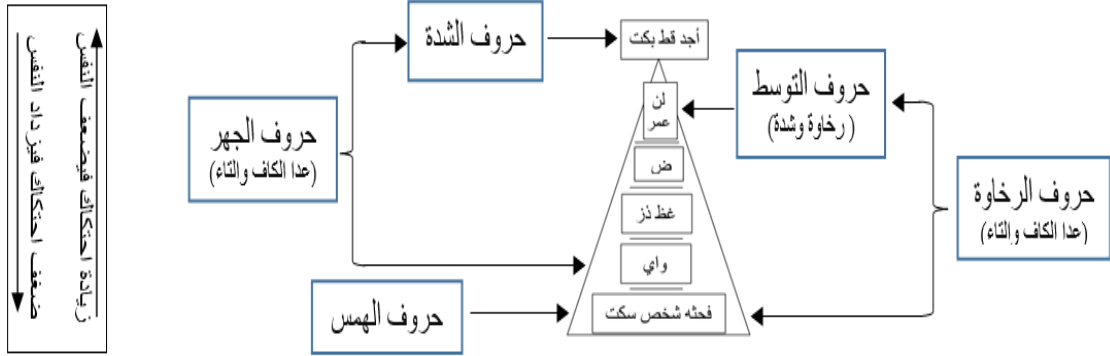 أجد قط بكت
حروف الشدة
لن
عمر
حروف التوسط
( رخاوة وشدة)
حروف الجهر
(عدا الكاف والتاء)
ض
غظ ذز
حروف الرخاوة
(عدا الكاف والتاء)
واي
فحثه شخص سكت
حروف الهمس
زيادة احتكاك فيضعف النفس
ضغف احتكاك فيزداد النفس